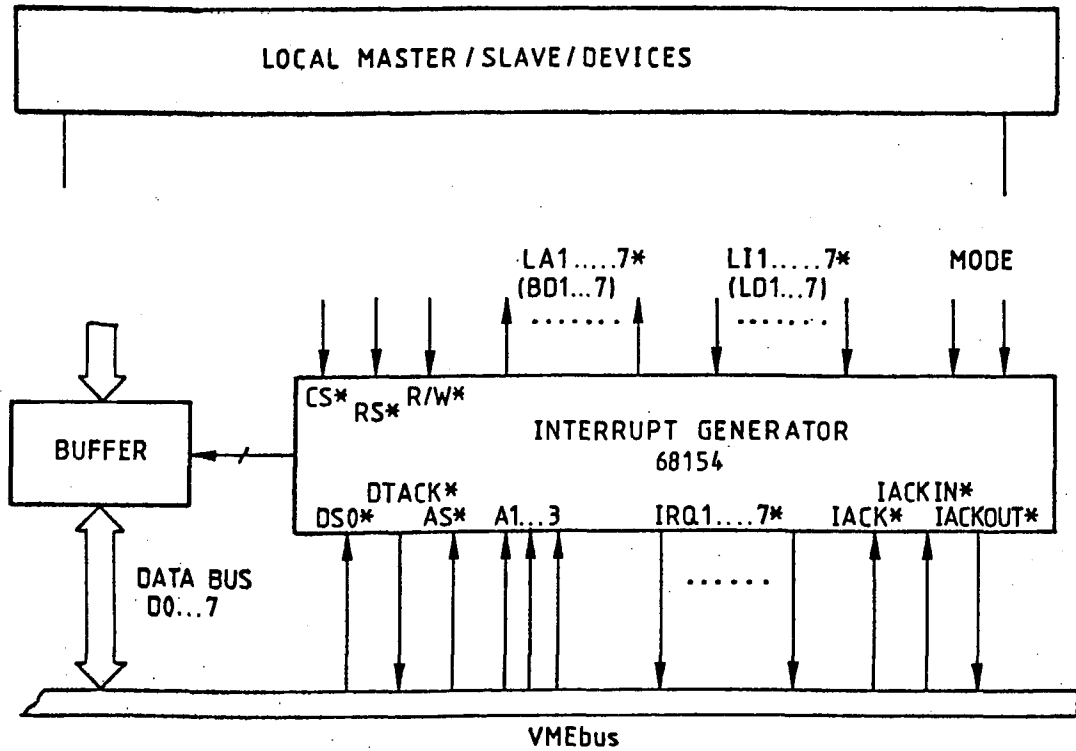 LOCAL MASTER/SLAVE/DEVICES
LA1.....7* LI1.....7* MODE
(BD1...7) (LD1...7)
.......
.......
CS* RS* R/W*
BUFFER
INTERRUPT GENERATOR
68154
DTACK* IACKIN*
DS0* AS* A1...3 IRQ1....7* IACK* IACKOUT*
......
DATA BUS
D0...7
VMEbus